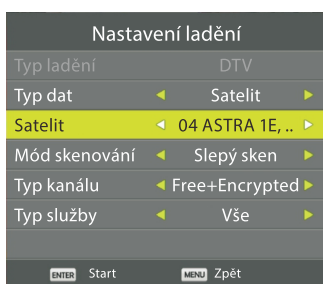 Nastavení ladění
Typ ladění DTV
Typ dat Satelit
Satelit 04 ASTRA 1E, ..
Mód skenování Slepý sken
Typ kanálu Free+Encrypted
Typ služby Vše
ENTER Start MENU Zpět